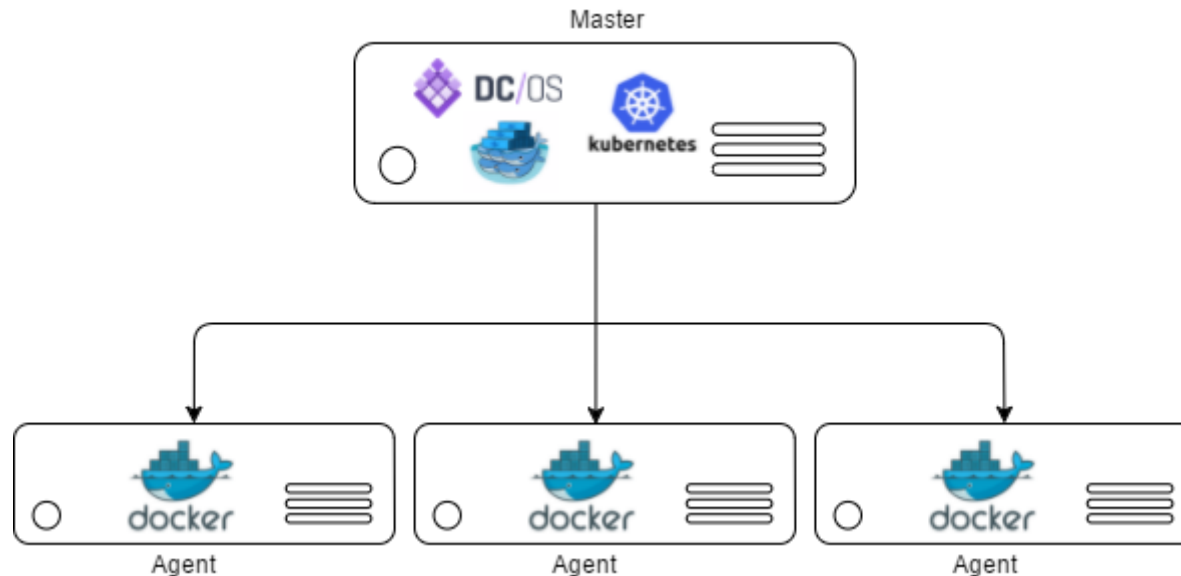 Master
DC/OS
kubernetes
docker
docker
docker
Agent
Agent
Agent